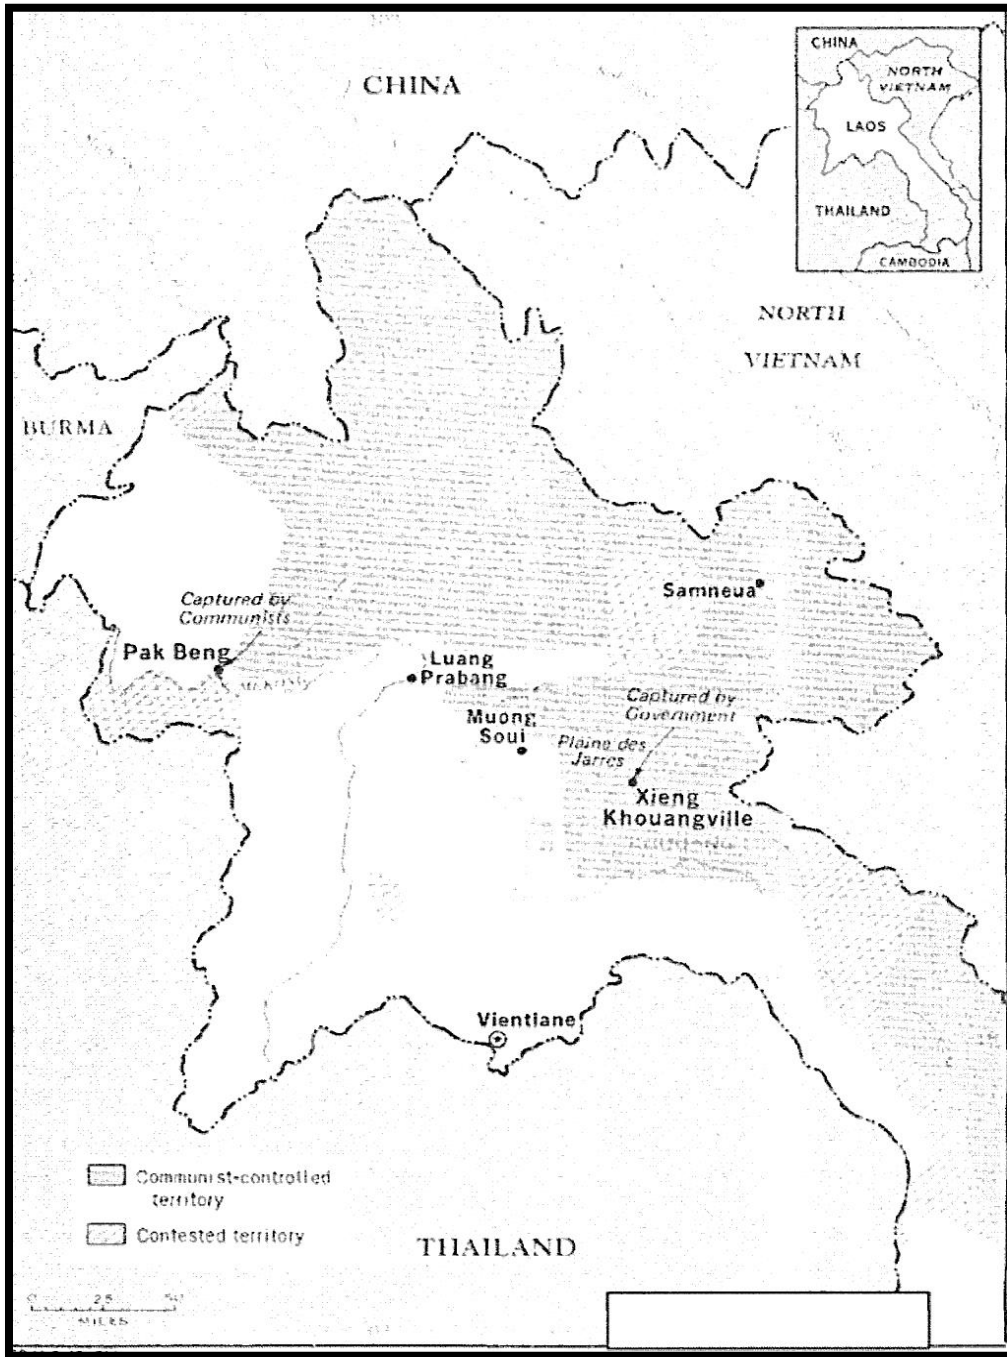 CHINA
CHINA
NORTH
VIETNAM
LAOS
THAILAND
CAMBODIA
NORTH
VIETNAM
BURMA
Samneua
Captured by
Communists
Pak Beng
MEKONG
Luang
Prabang
Captured by
Government
Muong
Soui
Plaine des
Jarres
Xieng
Khouangville
Vientiane
Communist-controlled
territory
Contested territory
THAILAND
0 25 50
MILES